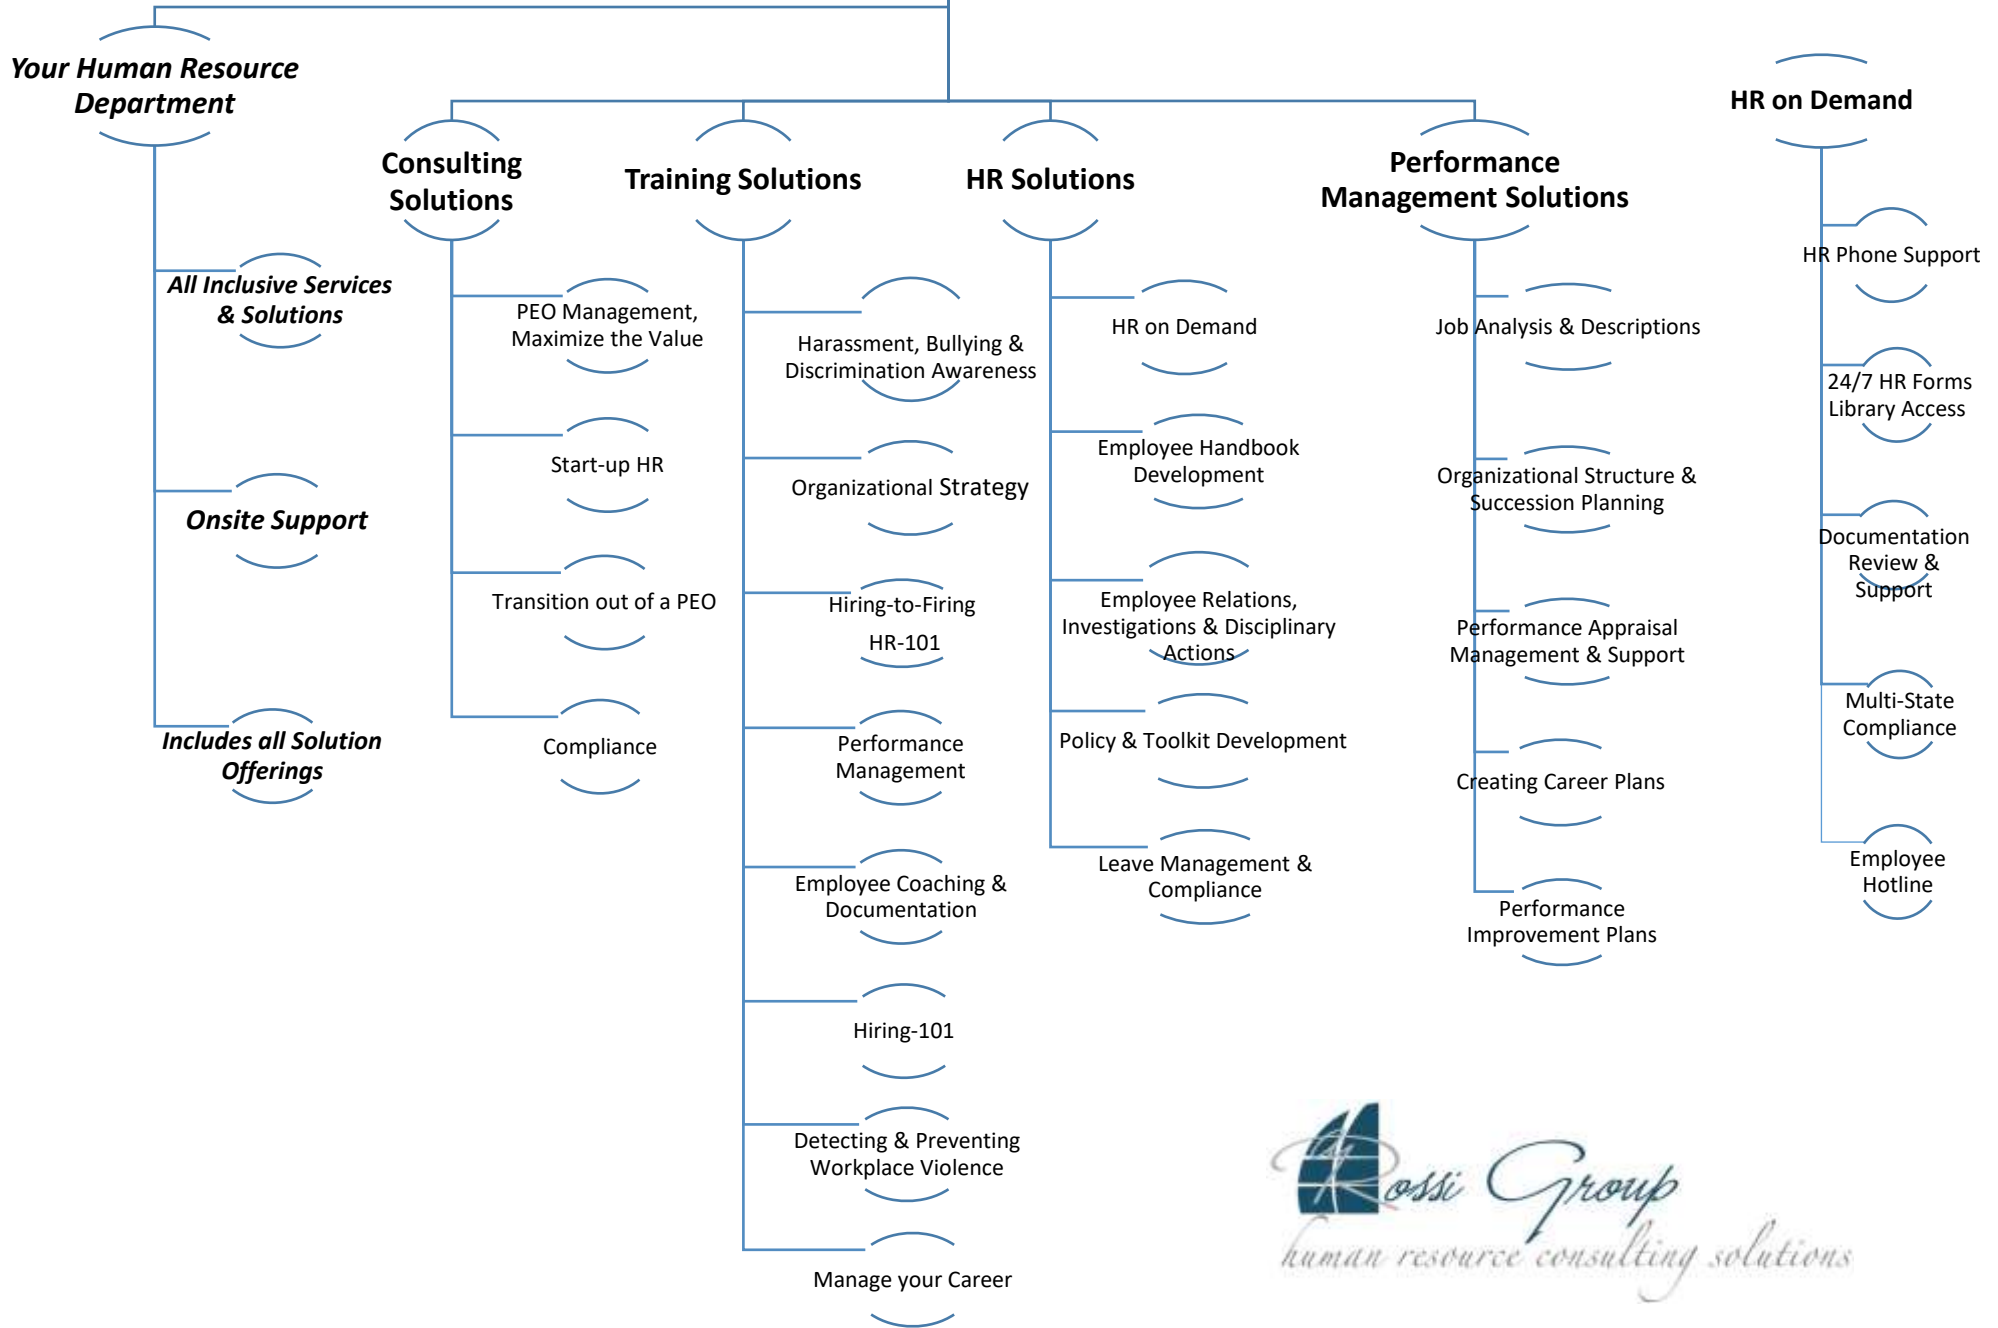 Your Human Resource
Department
All Inclusive Services
& Solutions
Onsite Support
Includes all Solution
Offerings
Consulting
Solutions
PEO Management,
Maximize the Value
Start-up HR
Transition out of a PEO
Compliance
Training Solutions
Harassment, Bullying &
Discrimination Awareness
Organizational Strategy
Hiring-to-Firing
HR-101
Performance
Management
Employee Coaching &
Documentation
Hiring-101
Detecting & Preventing
Workplace Violence
Manage your Career
HR Solutions
HR on Demand
Employee Handbook
Development
Employee Relations,
Investigations & Disciplinary
Actions
Policy & Toolkit Development
Leave Management &
Compliance
Performance
Management Solutions
Job Analysis & Descriptions
Organizational Structure &
Succession Planning
Performance Appraisal
Management & Support
Creating Career Plans
Performance
Improvement Plans
HR on Demand
HR Phone Support
24/7 HR Forms
Library Access
Documentation
Review &
Support
Multi-State
Compliance
Employee
Hotline
Rossi Group
human resource consulting solutions